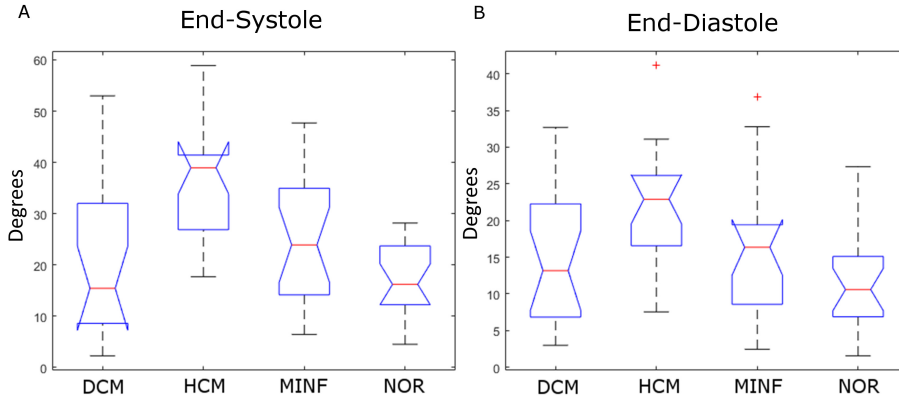 A
End-Systole
Degrees
60
50
40
30
20
10
0
DCM HCM MINF NOR
B
End-Diastole
Degrees
40
35
30
25
20
15
10
5
0
DCM HCM MINF NOR